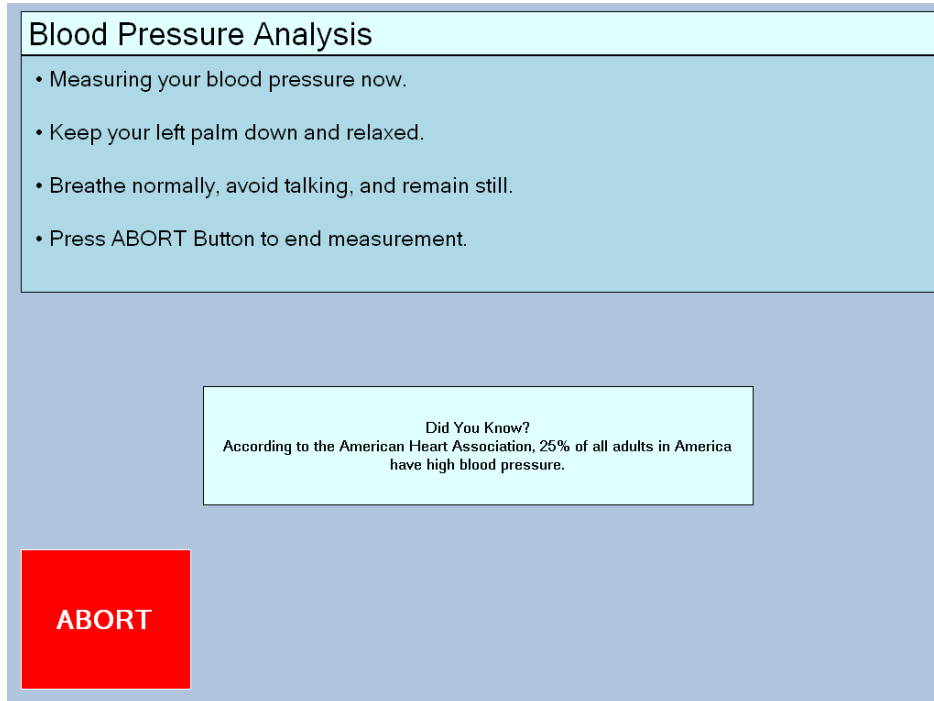 Blood Pressure Analysis
• Measuring your blood pressure now.
• Keep your left palm down and relaxed.
• Breathe normally, avoid talking, and remain still.
• Press ABORT Button to end measurement.
Did You Know?
According to the American Heart Association, 25% of all adults in America
have high blood pressure.
ABORT